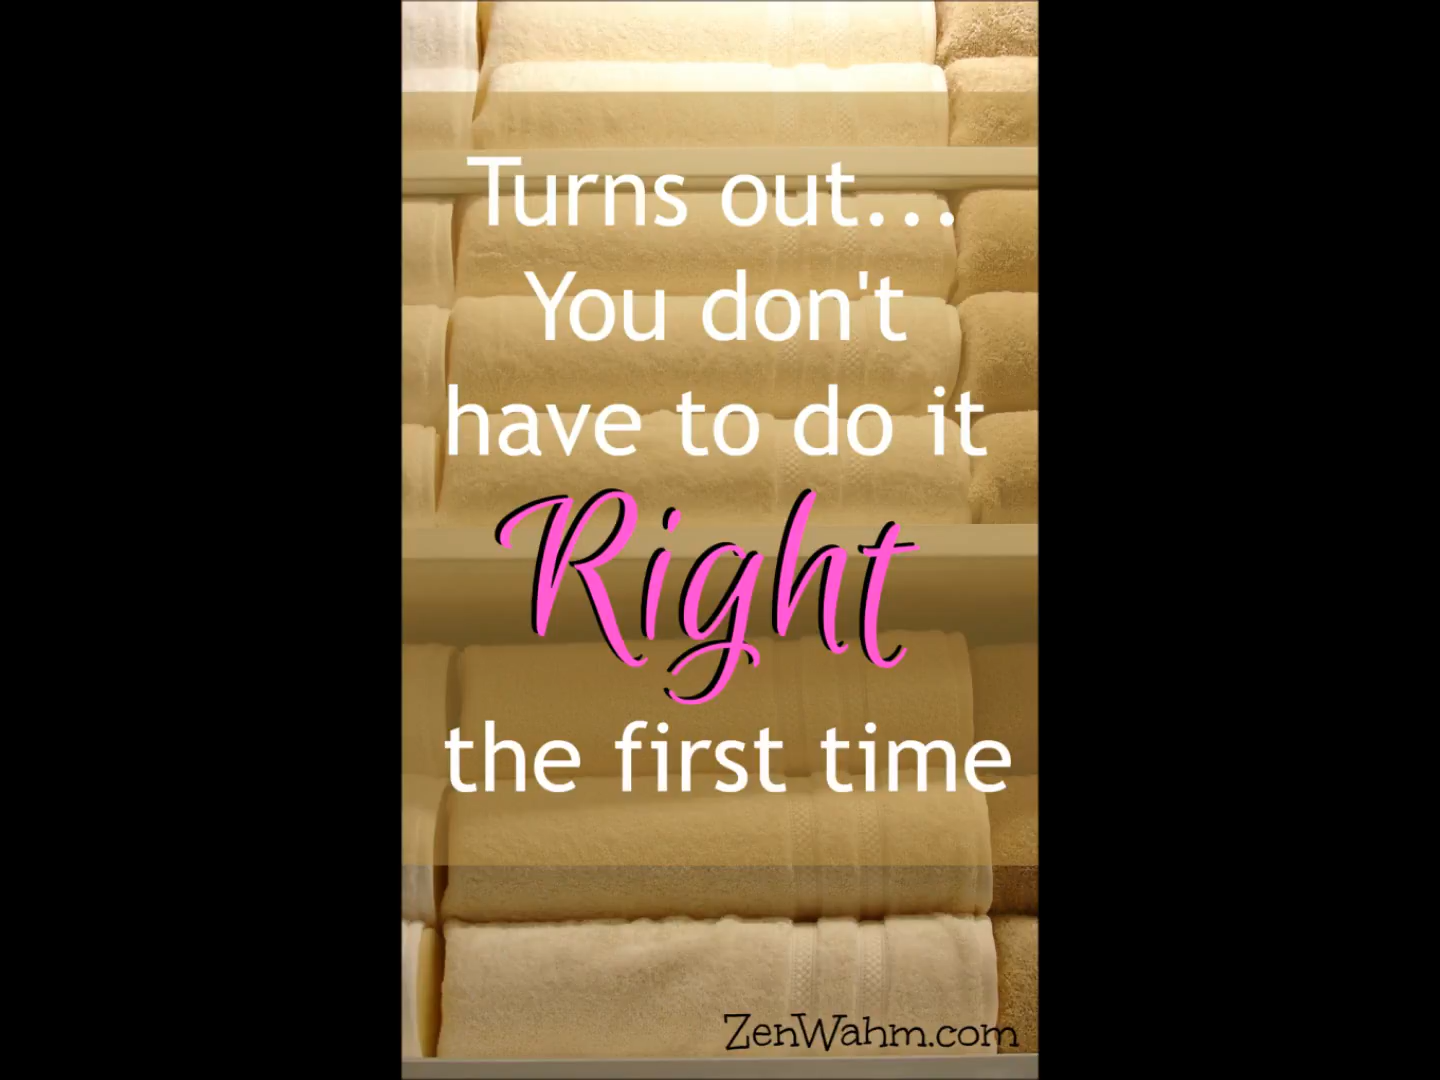 Turns out...
You don't
have to do it
Right
the first time
ZenWahm.com